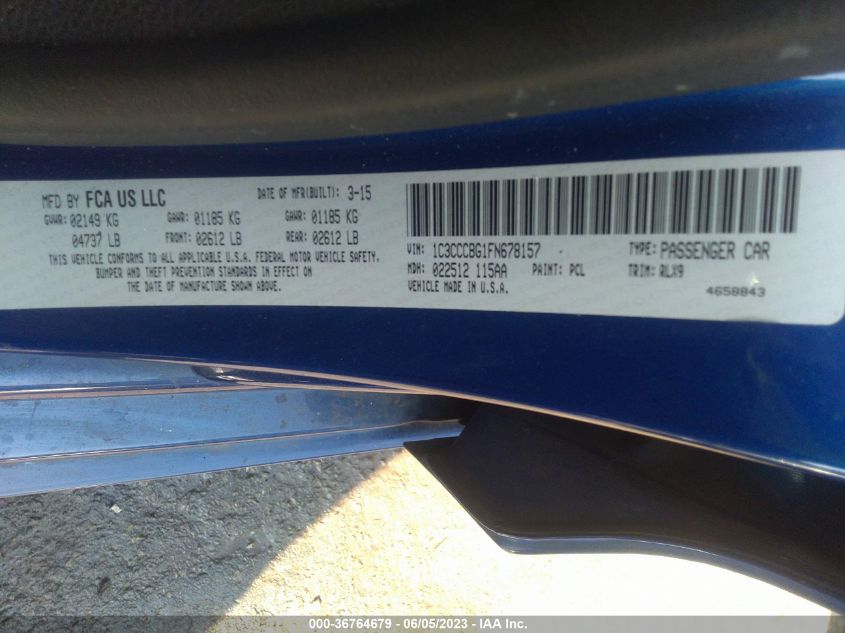 MFD BY FCA US LLC DATE OF MFR(BUILT): 3-15
GVWR: 02149 KG GAWR: 01185 KG GAWR: 01185 KG
04737 LB FRONT: 02612 LB REAR: 02612 LB
THIS VEHICLE CONFORMS TO ALL APPLICABLE U.S.A. FEDERAL MOTOR VEHICLE SAFETY,
BUMPER AND THEFT PREVENTION STANDARDS IN EFFECT ON
THE DATE OF MANUFACTURE SHOWN ABOVE.
VIN: 1C3CCCBG1FN678157 TYPE: PASSENGER CAR
MDH: 022512 115AA PAINT: PCL TRIM: RLX9
VEHICLE MADE IN U.S.A. 4658843
000-36764679 - 06/05/2023 - IAA Inc.